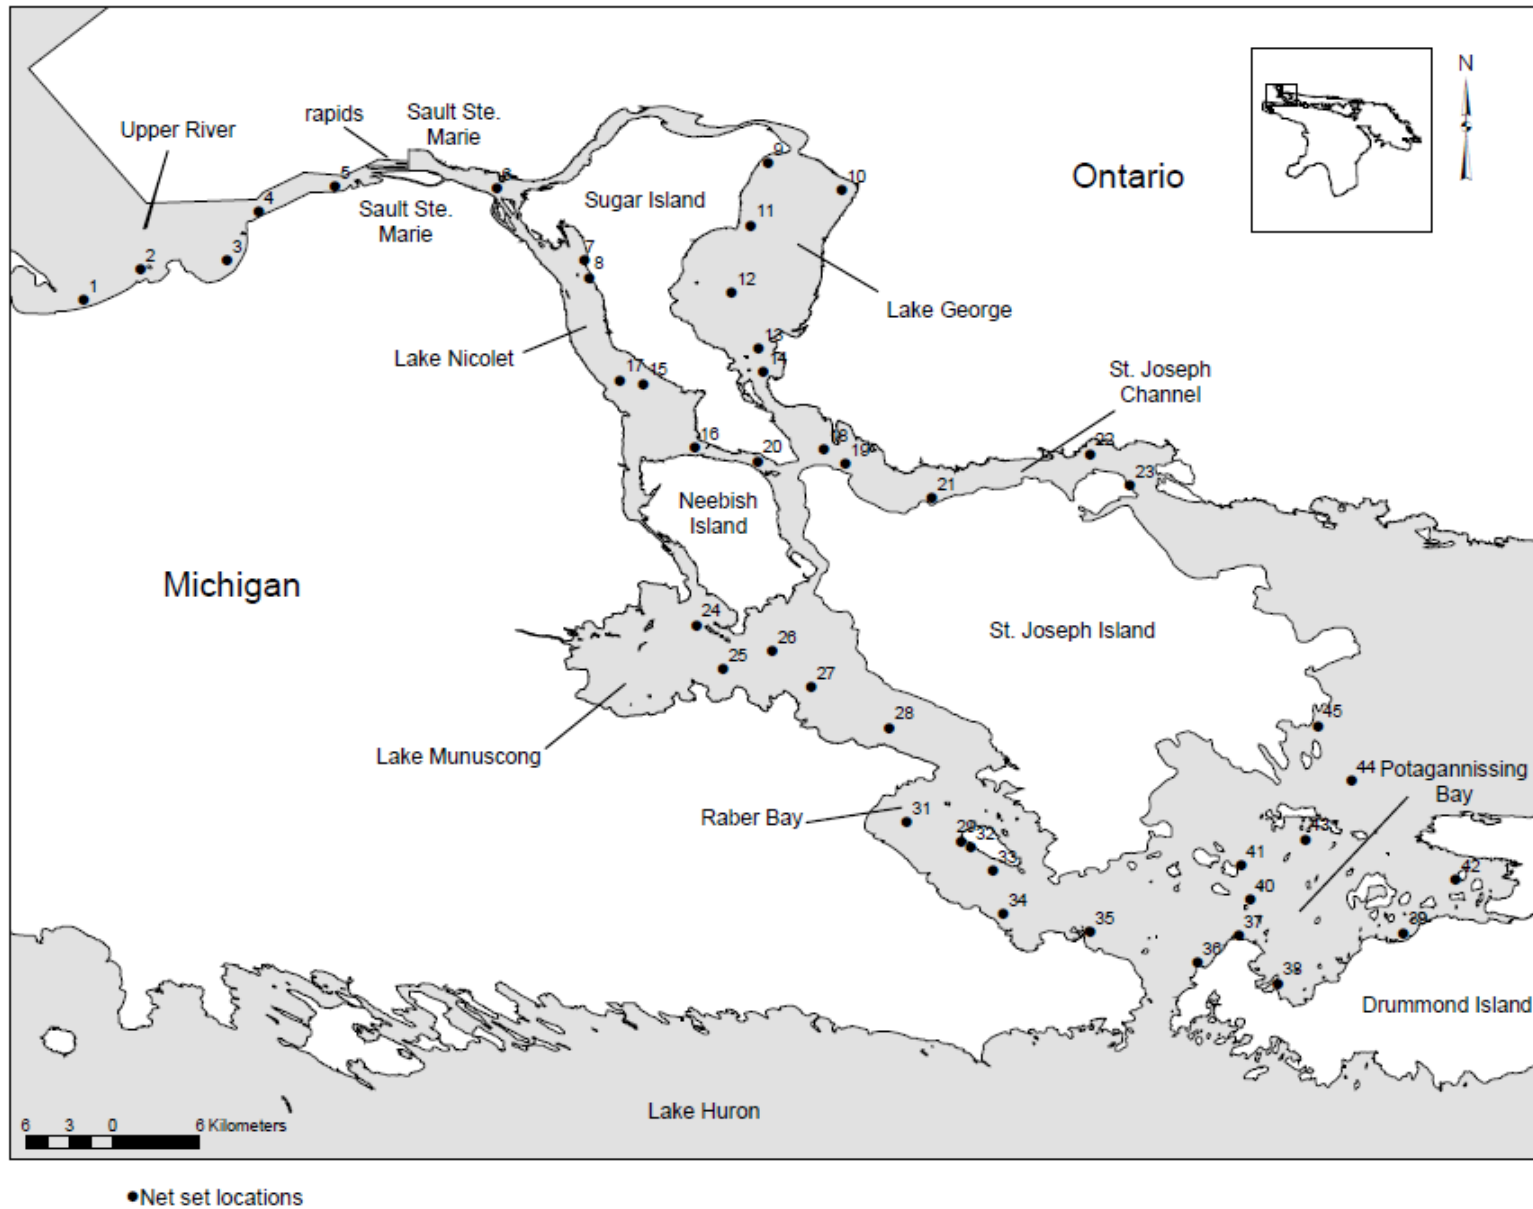 N
rapids
Sault Ste.
Marie
Upper River
Ontario
Sault Ste.
Marie
Sugar Island
1
2
3
4
5
6
7
8
9
10
11
12
13
14
Lake George
Lake Nicolet
St. Joseph
Channel
17
15
16
20
18
19
21
22
23
Neebish
Island
Michigan
St. Joseph Island
24
25
26
27
28
Lake Munuscong
45
44
Potagannissing
Bay
Raber Bay
31
29
32
33
34
35
43
41
42
40
37
39
36
38
Drummond Island
Lake Huron
6 3 0 6 Kilometers
Net set locations